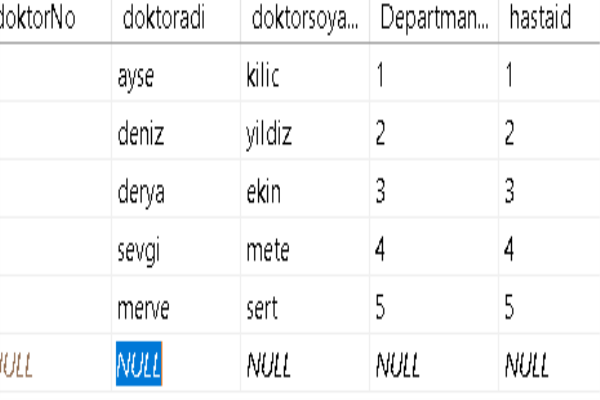 doktorNo doktoradi doktorsoya... Departman... hastaid
ayse kilic 1 1
deniz yildiz 2 2
derya ekin 3 3
sevgi mete 4 4
merve sert 5 5
NULL NULL NULL NULL NULL